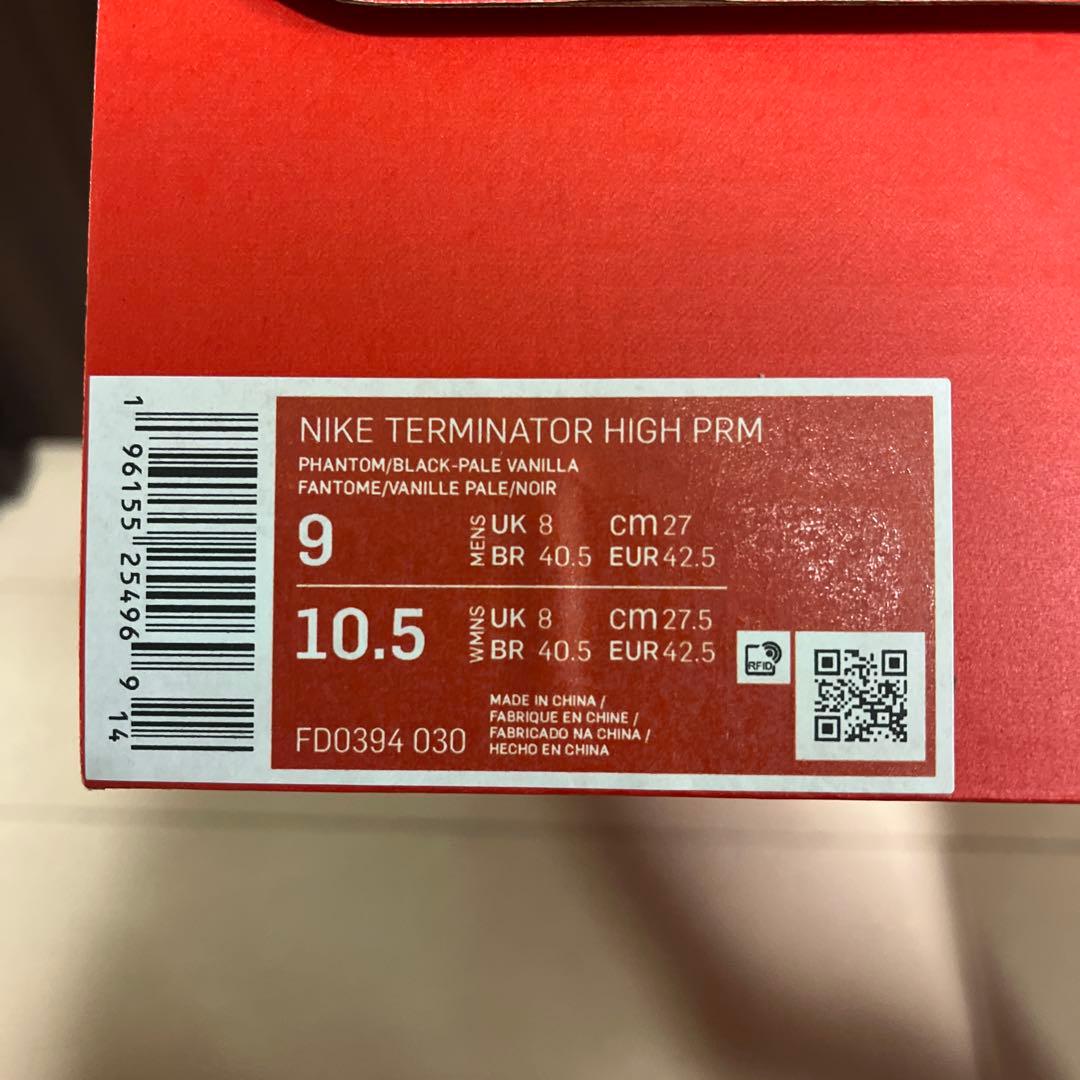 NIKE TERMINATOR HIGH PRM
PHANTOM/BLACK-PALE VANILLA
FANTOME/VANILLE PALE/NOIR
9 MENS UK 8 cm 27
BR 40.5 EUR 42.5
10.5 WMNS UK 8 cm 27.5
BR 40.5 EUR 42.5
RFID
FD0394 030
MADE IN CHINA /
FABRIQUE EN CHINE /
FABRICADO NA CHINA /
HECHO EN CHINA
1 96155 25496 9 14